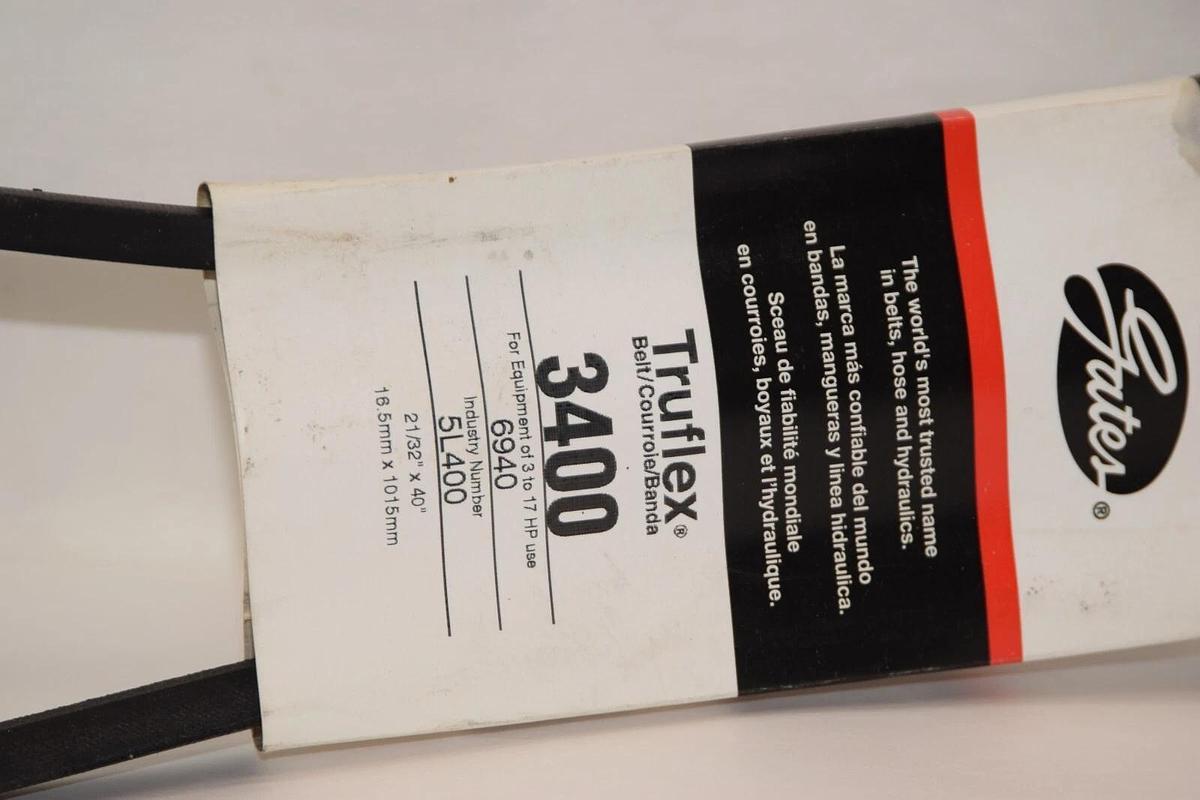 Gates®
The world's most trusted name
in belts, hose and hydraulics.
La marca más confiable del mundo
en bandas, mangueras y linea hidraulica.
Sceau de fiabilité mondiale
en courroies, boyaux et l'hydraulique.
Truflex®
Belt/Courroie/Banda
3400
For Equipment of 3 to 17 HP use
6940
Industry Number
5L400
21/32" x 40"
16.5mm x 1015mm